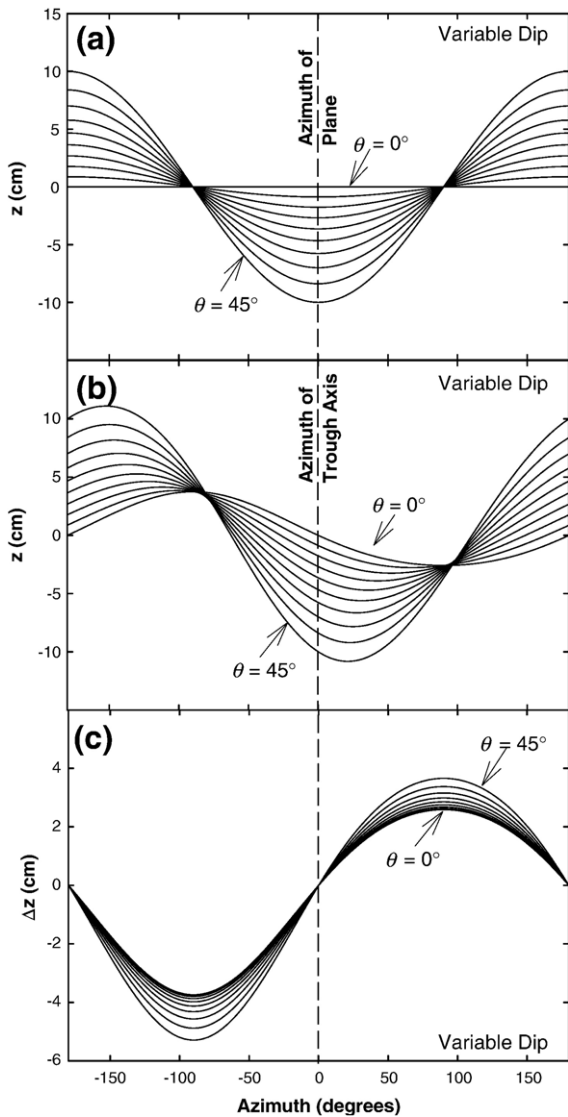 (a)
Variable Dip
Azimuth of
Plane
θ = 0°
θ = 45°
z (cm)
15
10
5
0
-5
-10
(b)
Variable Dip
Azimuth of
Trough Axis
θ = 0°
θ = 45°
z (cm)
10
5
0
-5
-10
(c)
θ = 45°
θ = 0°
Δz (cm)
4
2
0
-2
-4
-6
Variable Dip
-150 -100 -50 0 50 100 150
Azimuth (degrees)